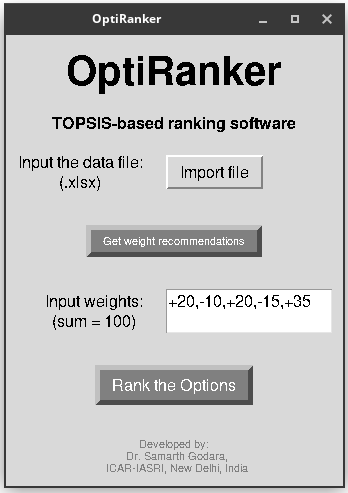 OptiRanker
OptiRanker
TOPSIS-based ranking software
Input the data file:
(.xlsx)
Import file
Get weight recommendations
Input weights:
(sum = 100)
+20,-10,+20,-15,+35
Rank the Options
Developed by:
Dr. Samarth Godara,
ICAR-IASRI, New Delhi, India